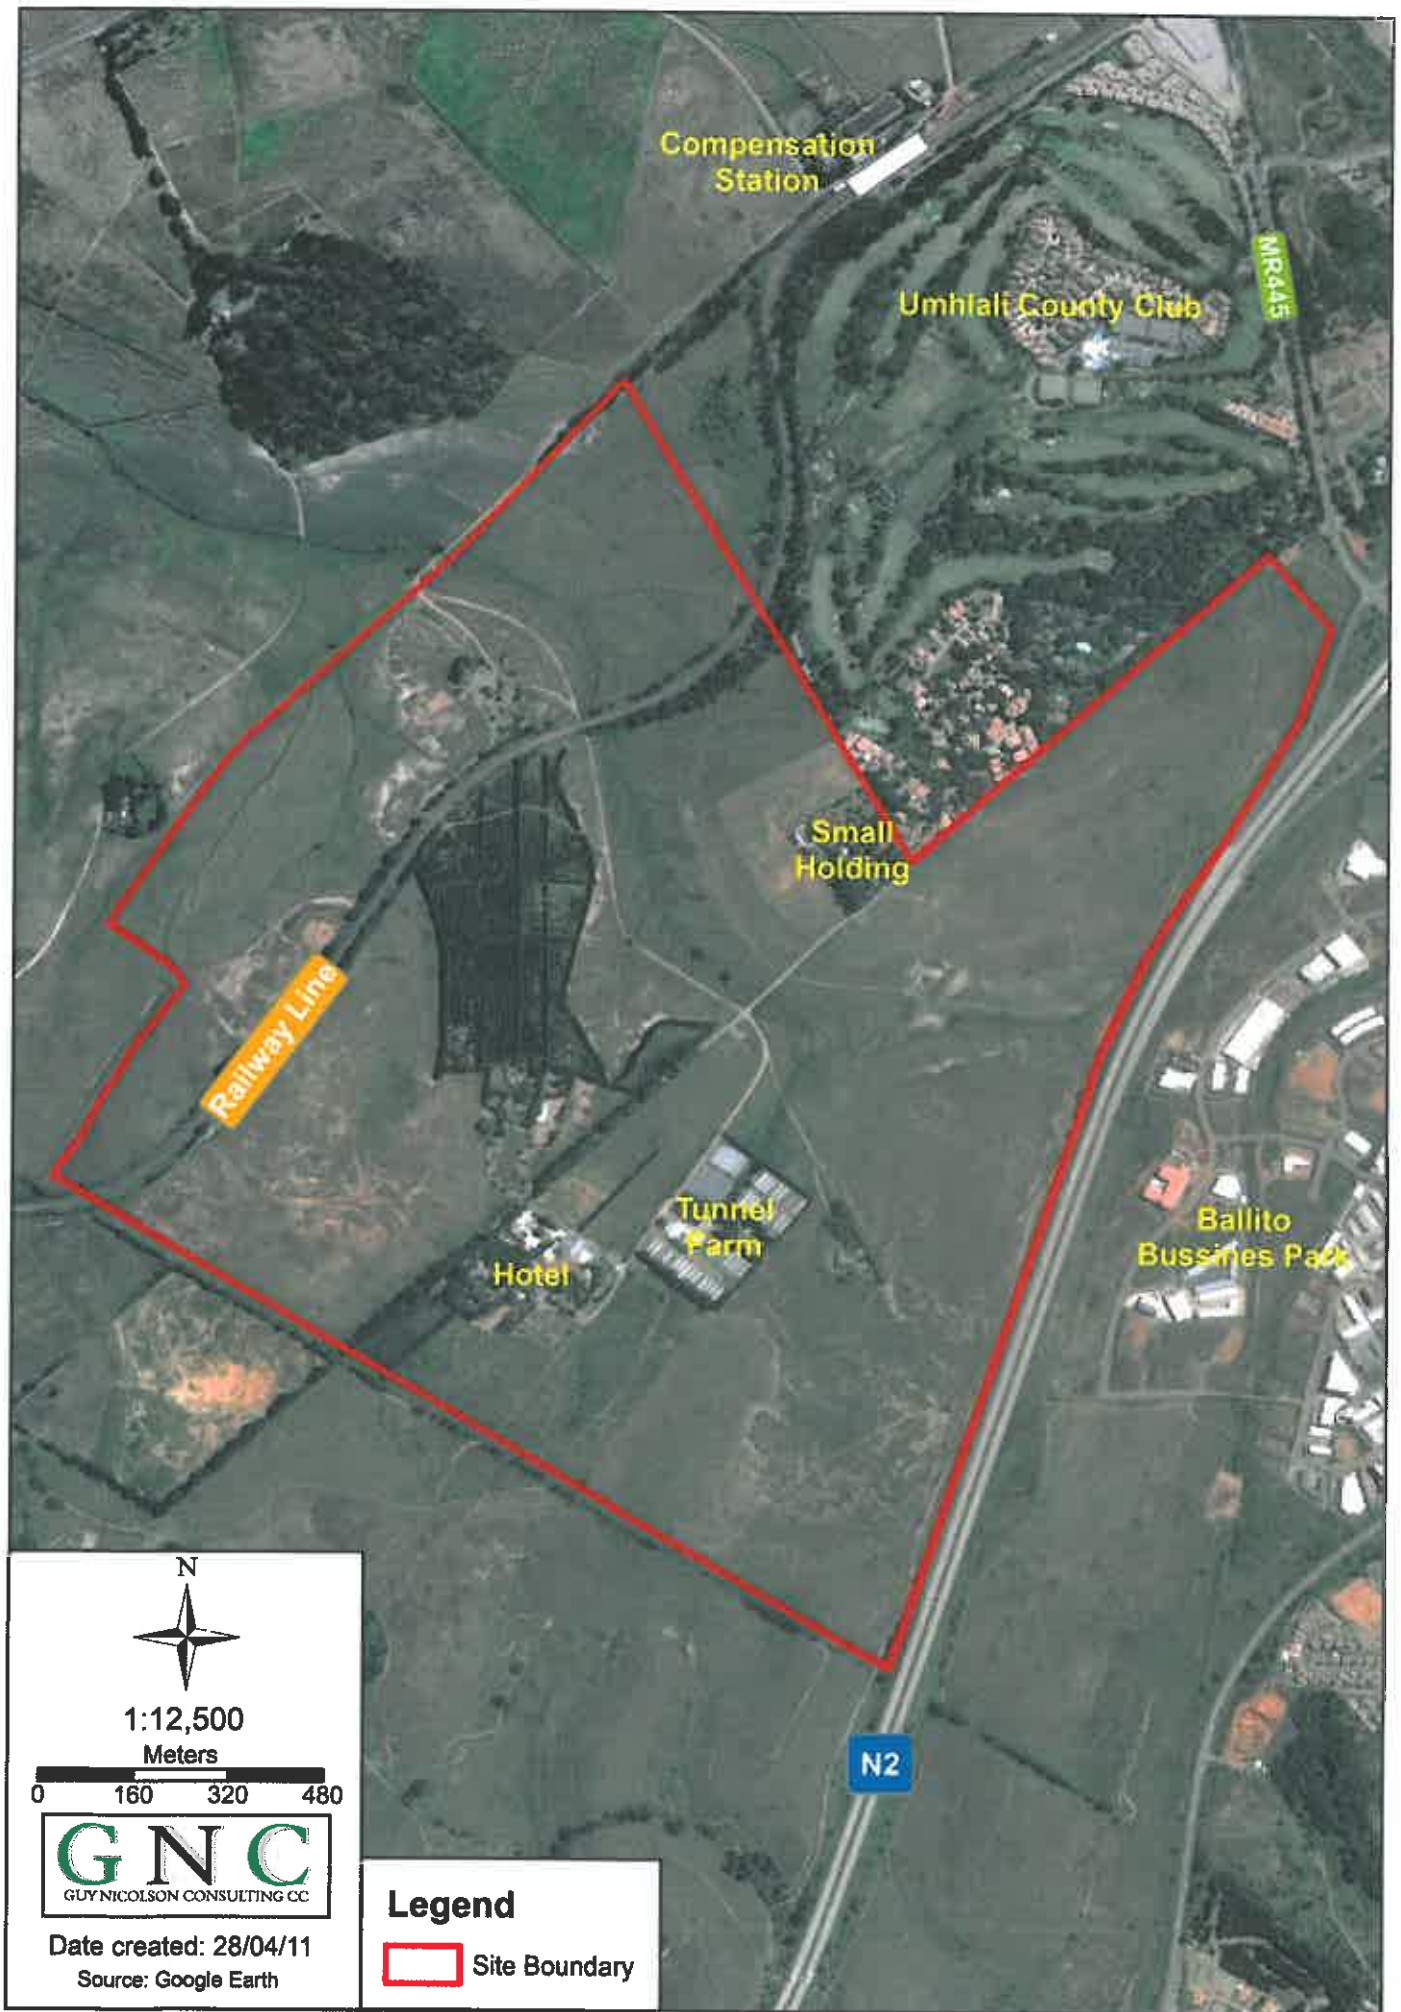 Compensation
Station
MR445
Umhlali County Club
Small
Holding
Railway Line
Tunnel
Farm
Hotel
Ballito
Bussines Park
N2
N
1:12,500
Meters
0 160 320 480
GNC
GUY NICOLSON CONSULTING CC
Date created: 28/04/11
Source: Google Earth
Legend
Site Boundary